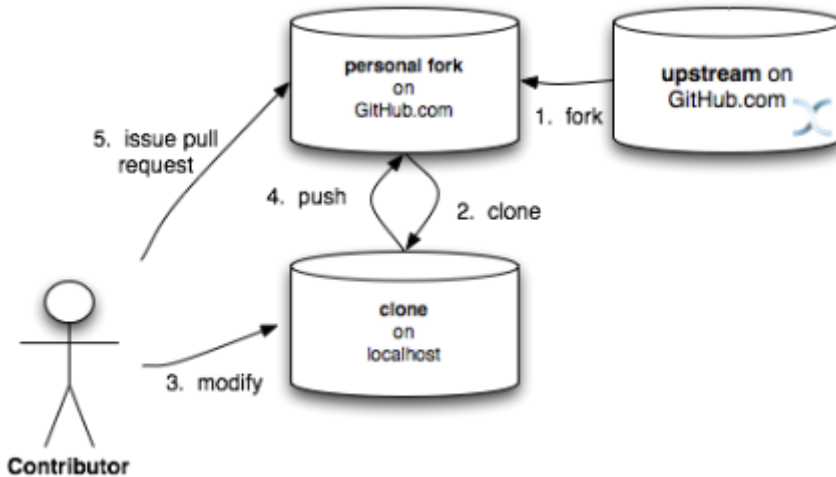 personal fork
on
GitHub.com
upstream on
GitHub.com
1. fork
5. issue pull
request
4. push
2. clone
clone
on
localhost
3. modify
Contributor